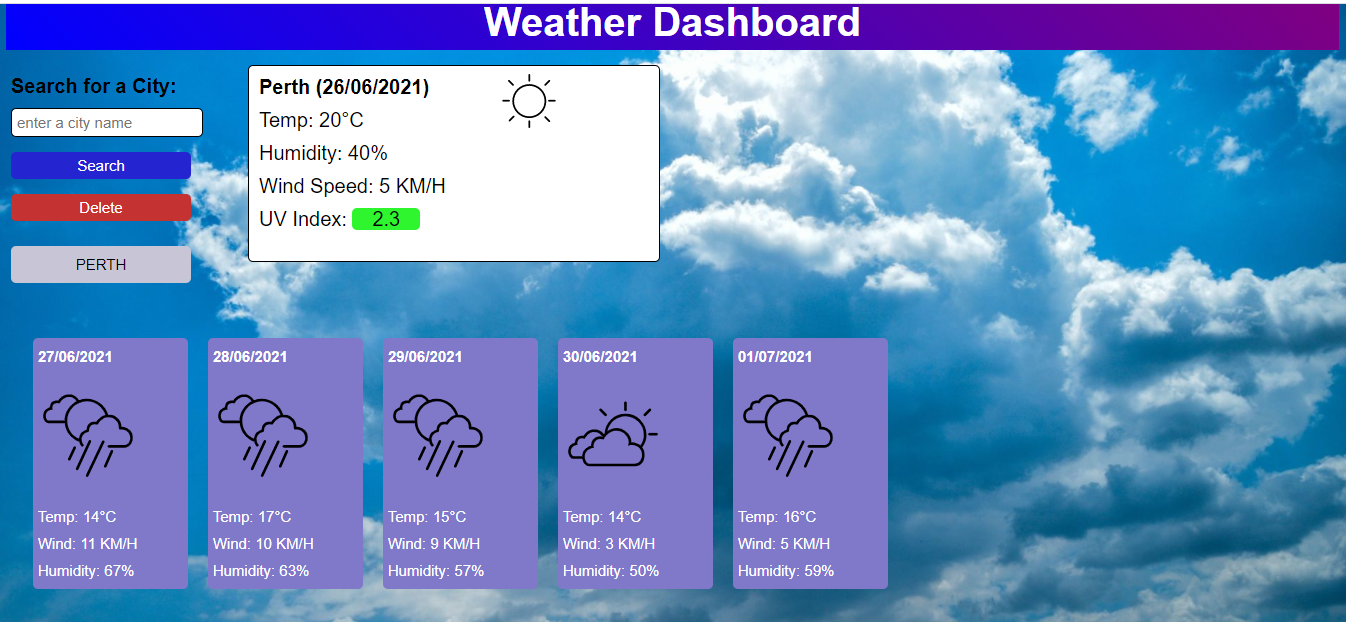 Weather Dashboard
Search for a City:
enter a city name
Search
Delete
PERTH
Perth (26/06/2021)
Temp: 20°C
Humidity: 40%
Wind Speed: 5 KM/H
UV Index: 2.3
27/06/2021
Temp: 14°C
Wind: 11 KM/H
Humidity: 67%
28/06/2021
Temp: 17°C
Wind: 10 KM/H
Humidity: 63%
29/06/2021
Temp: 15°C
Wind: 9 KM/H
Humidity: 57%
30/06/2021
Temp: 14°C
Wind: 3 KM/H
Humidity: 50%
01/07/2021
Temp: 16°C
Wind: 5 KM/H
Humidity: 59%